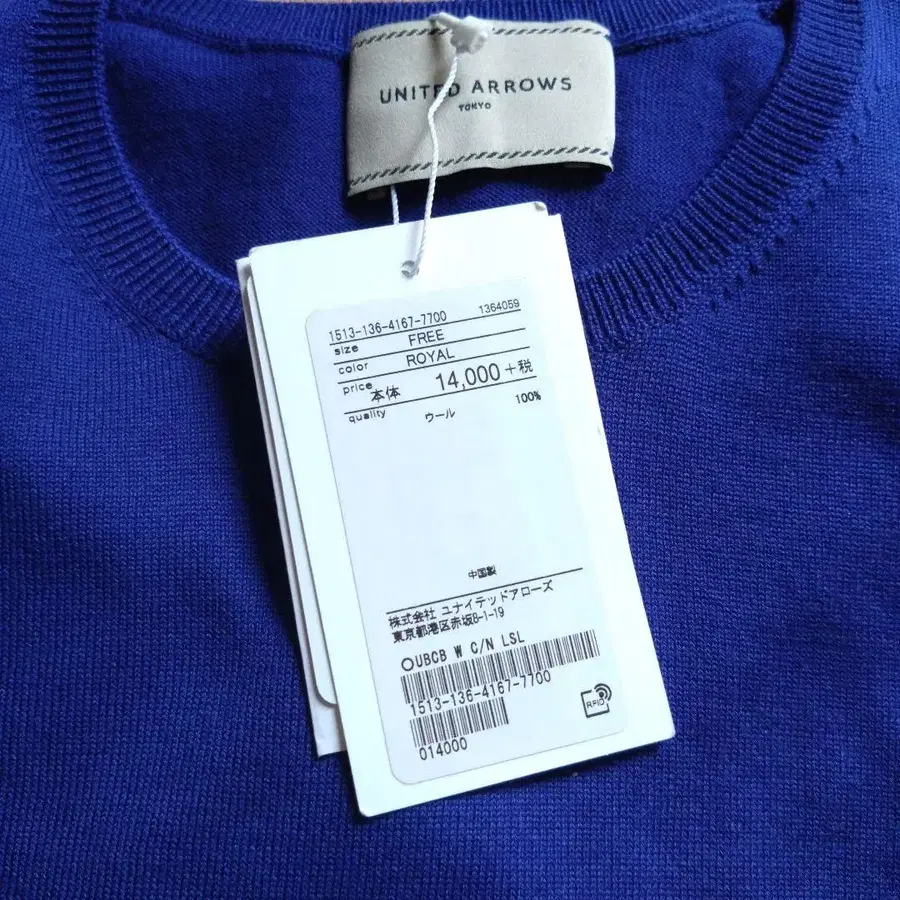 UNITED ARROWS
TOKYO
1513-136-4167-7700 1364059
size FREE
color ROYAL
price 本体 14,000+税
quality ウール 100%
中国製
株式会社 ユナイテッドアローズ
東京都港区赤坂8-1-19
○UBCB W C/N LSL
1513-136-4167-7700
014000
RFID